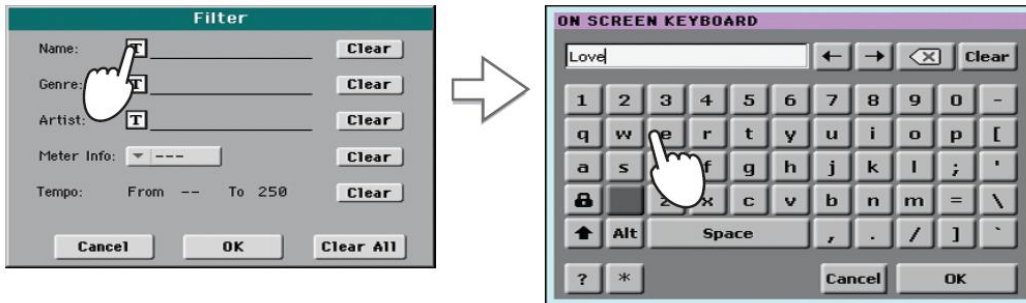 Filter
Name: T Clear
Genre: T Clear
Artist: T Clear
Meter Info: --- Clear
Tempo: From -- To 250 Clear
Cancel OK Clear All
ON SCREEN KEYBOARD
Love ← → Clear
1 2 3 4 5 6 7 8 9 0 -
q w e r t y u i o p [
a s f g h j k l ; '
z x c v b n m = \
Alt Space , . / ] `
? * Cancel OK